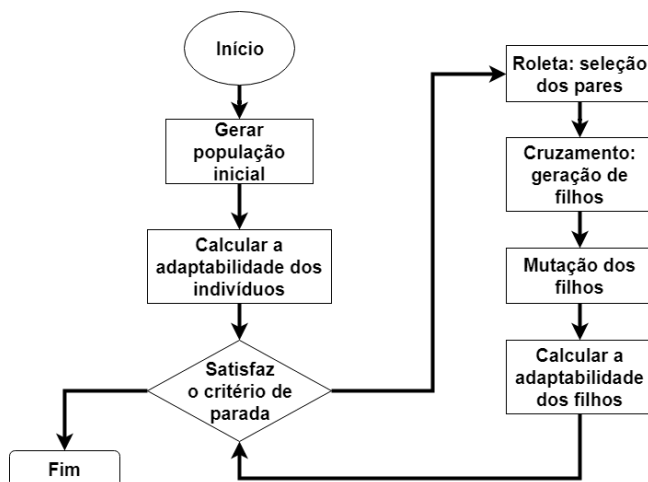 Início
Gerar
população
inicial
Calcular a
adaptabilidade dos
indivíduos
Satisfaz
o critério de
parada
Fim
Roleta: seleção
dos pares
Cruzamento:
geração de
filhos
Mutação dos
filhos
Calcular a
adaptabilidade
dos filhos